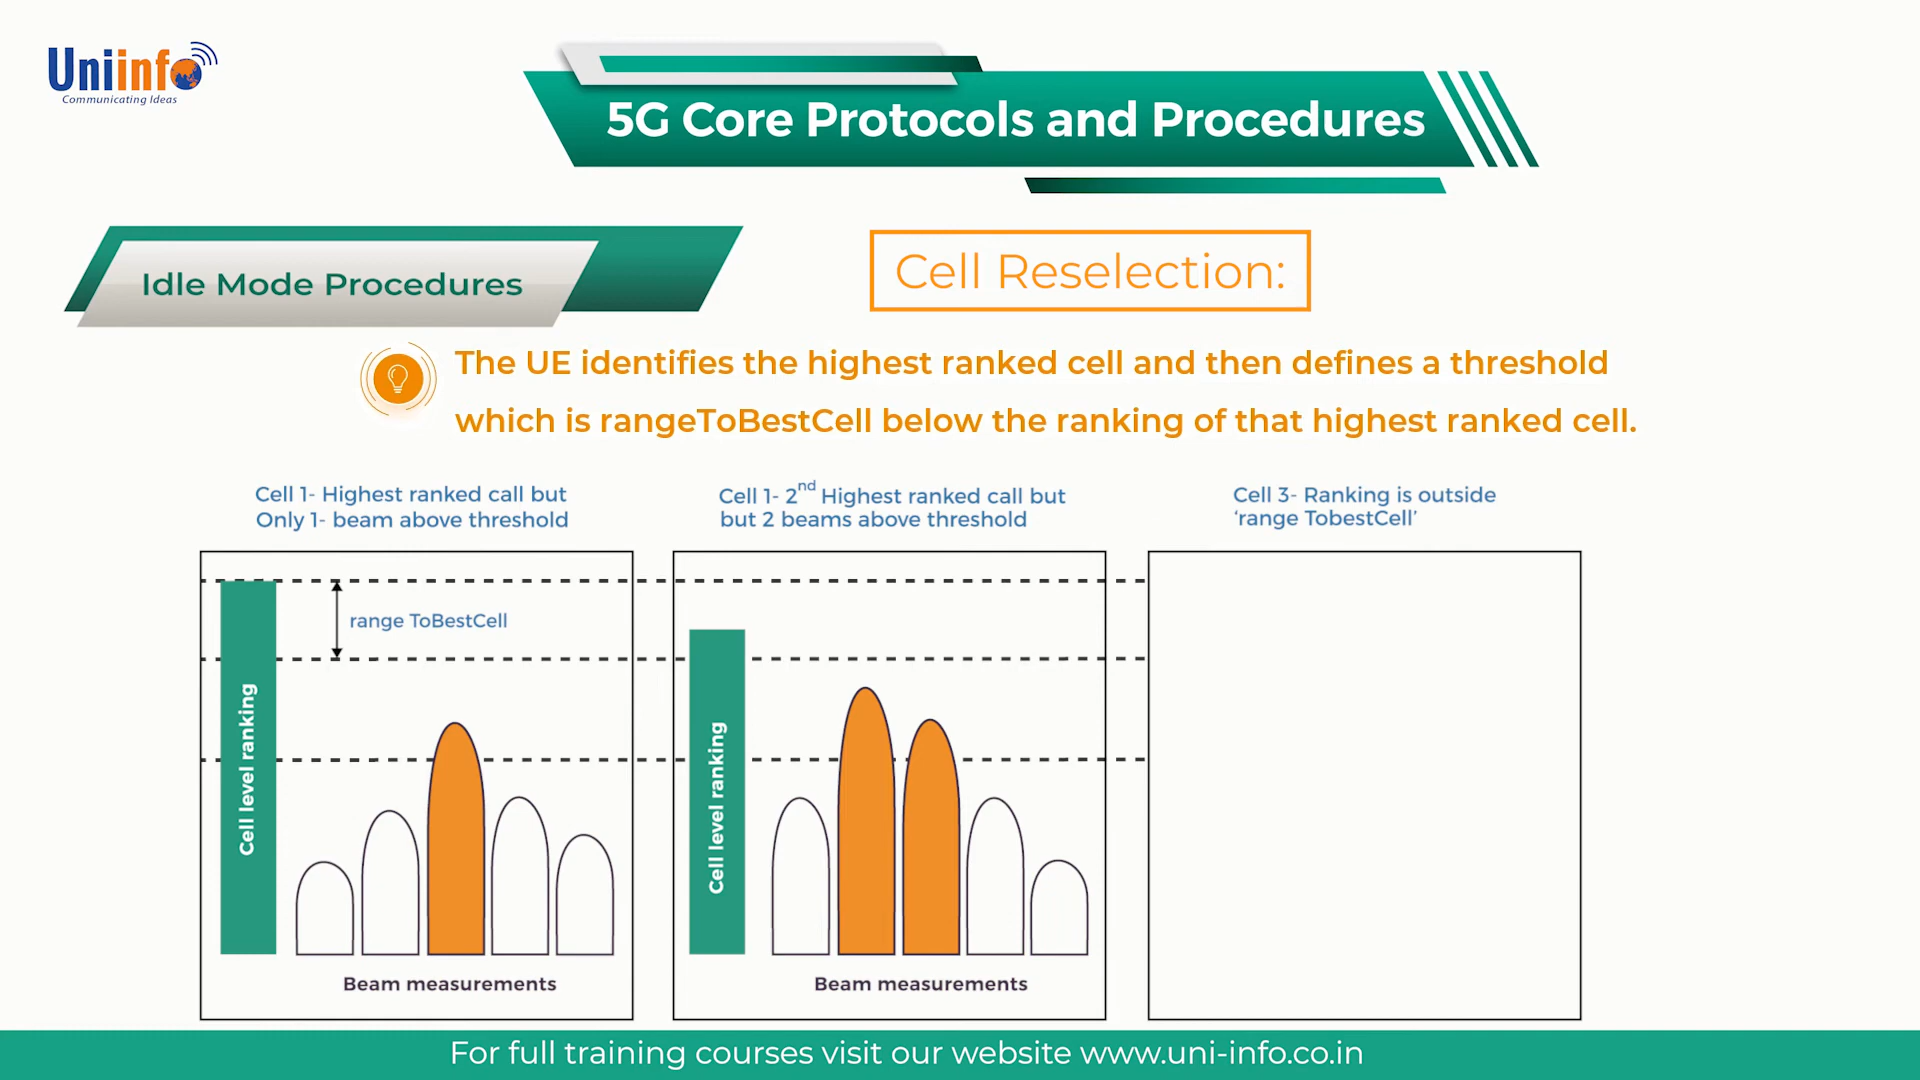 Uniinfo
Communicating Ideas
5G Core Protocols and Procedures
Idle Mode Procedures
Cell Reselection:
The UE identifies the highest ranked cell and then defines a threshold
which is rangeToBestCell below the ranking of that highest ranked cell.
Cell 1- Highest ranked call but
Only 1- beam above threshold
Cell 1- 2nd Highest ranked call but
but 2 beams above threshold
Cell 3- Ranking is outside
‘range TobestCell’
range ToBestCell
Cell level ranking
Beam measurements
Cell level ranking
Beam measurements
For full training courses visit our website www.uni-info.co.in